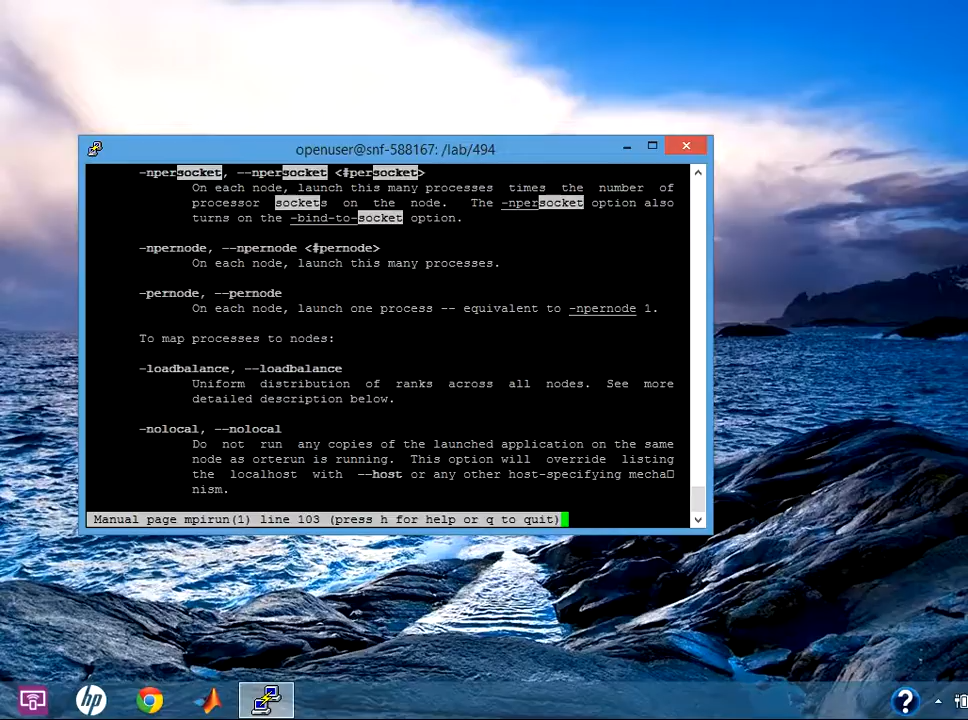 openuser@snf-588167: /lab/494
-npersocket, --npersocket <#persocket>
On each node, launch this many processes times the number of
processor sockets on the node. The -npersocket option also
turns on the -bind-to-socket option.
-npernode, --npernode <#pernode>
On each node, launch this many processes.
-pernode, --pernode
On each node, launch one process -- equivalent to -npernode 1.
To map processes to nodes:
-loadbalance, --loadbalance
Uniform distribution of ranks across all nodes. See more
detailed description below.
-nolocal, --nolocal
Do not run any copies of the launched application on the same
node as orterun is running. This option will override listing
the localhost with --host or any other host-specifying mecha
nism.
Manual page mpirun(1) line 103 (press h for help or q to quit)
hp
?